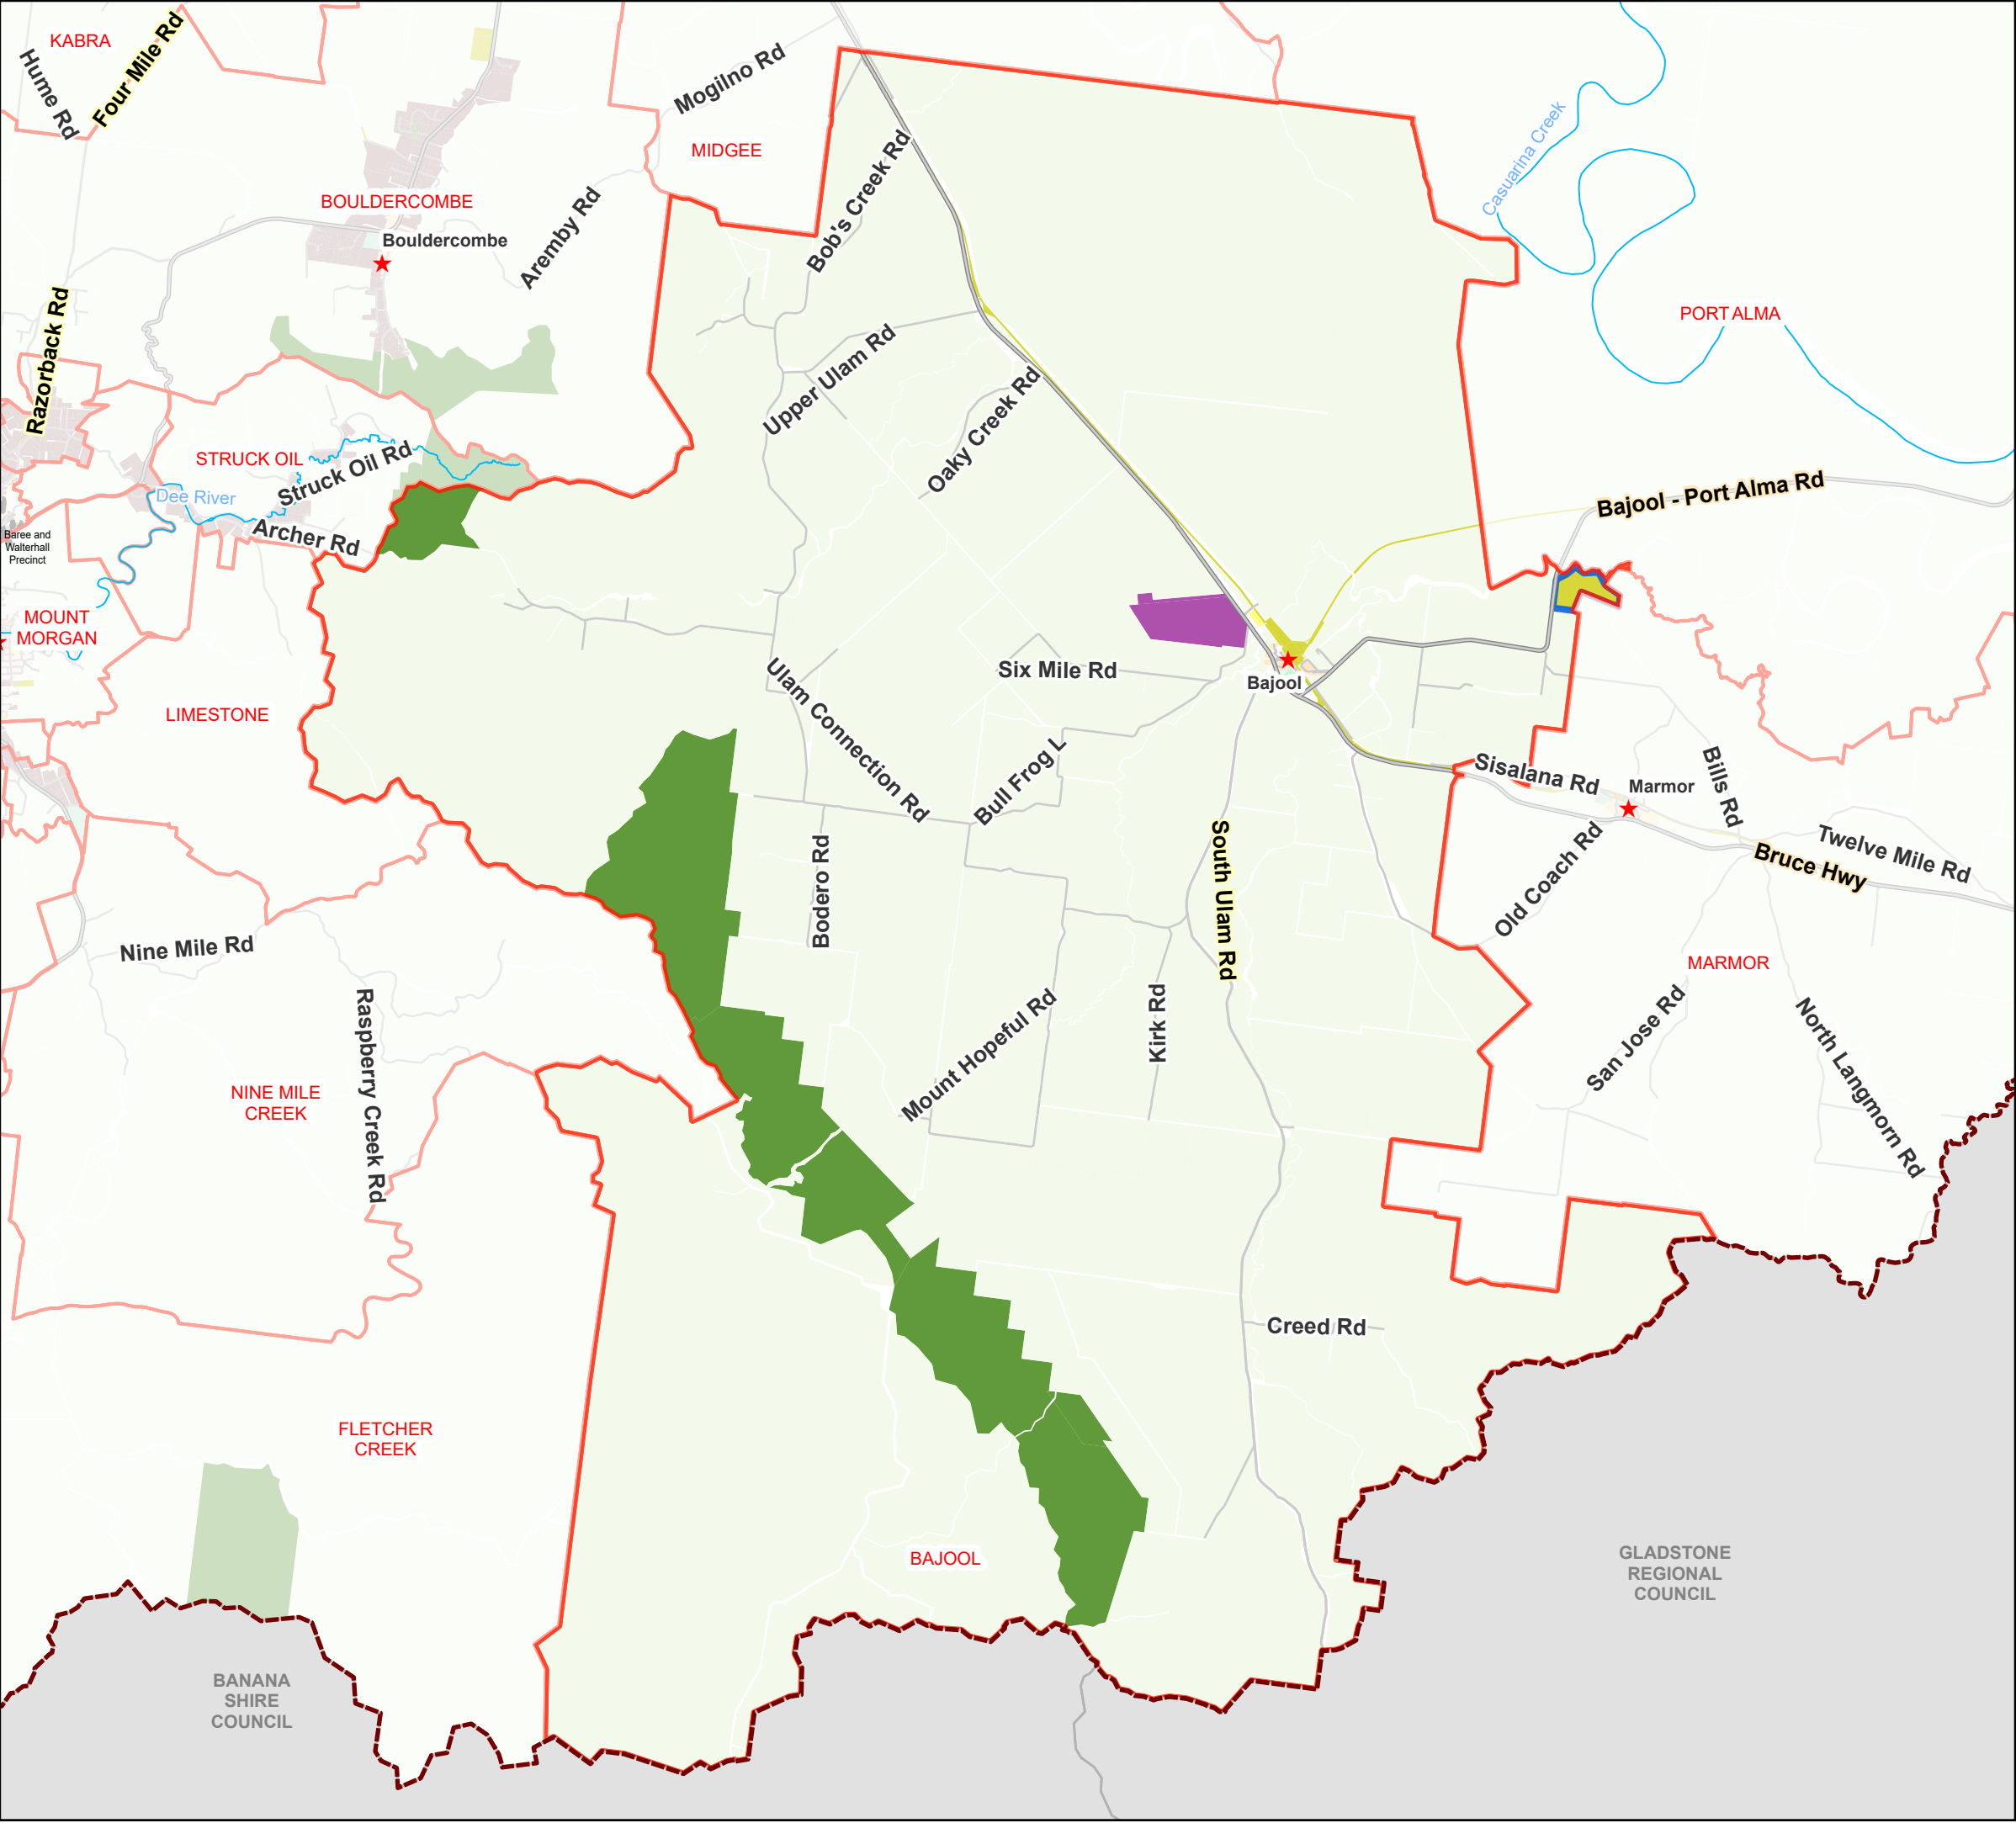 KABRA
Hume Rd
Four Mile Rd
Mogilno Rd
MIDGEE
Casuarina Creek
BOULDERCOMBE
Bouldercombe
Aremby Rd
Bob's Creek Rd
PORT ALMA
Razorback Rd
Upper Ulam Rd
Oaky Creek Rd
STRUCK OIL
Struck Oil Rd
Dee River
Archer Rd
Bajool - Port Alma Rd
Baree and
Walterhall
Precinct
MOUNT
MORGAN
LIMESTONE
Six Mile Rd
Bajool
Ulam Connection Rd
Bull Frog L
Sisalana Rd
Marmor
Bills Rd
Twelve Mile Rd
Bruce Hwy
Old Coach Rd
Bodero Rd
South Ulam Rd
Nine Mile Rd
MARMOR
Raspberry Creek Rd
Mount Hopeful Rd
Kirk Rd
San Jose Rd
North Langmorn Rd
NINE MILE
CREEK
Creed Rd
FLETCHER
CREEK
BAJOOL
GLADSTONE
REGIONAL
COUNCIL
BANANA
SHIRE
COUNCIL